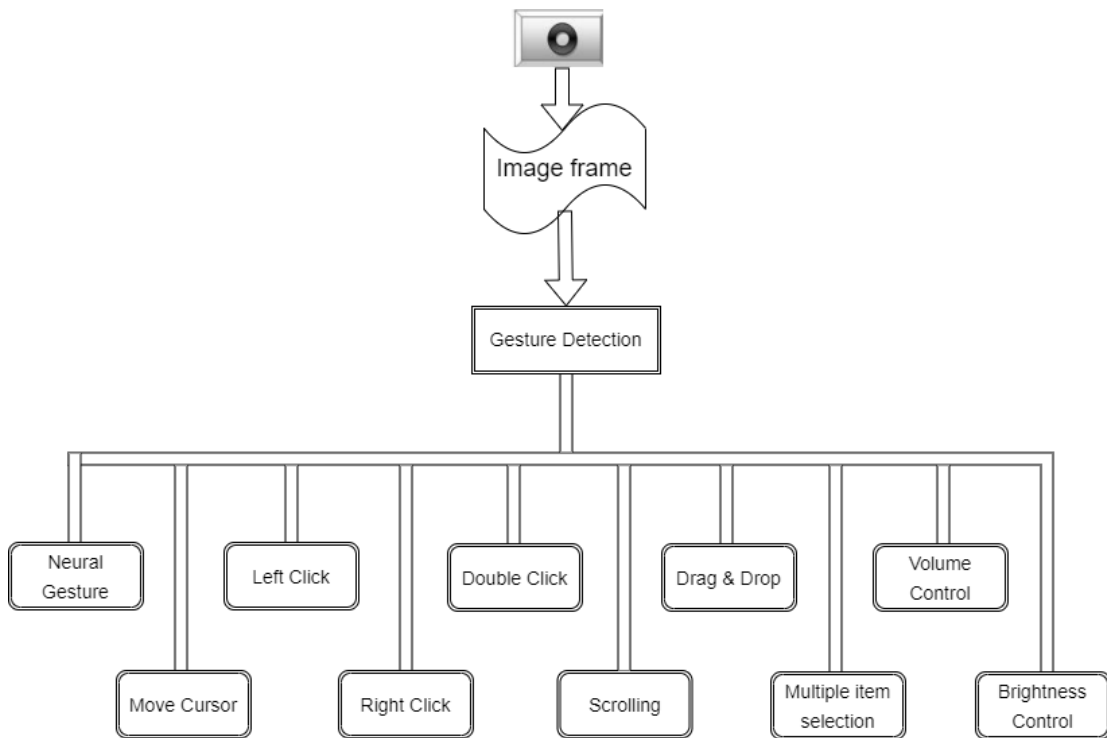 Image frame
Gesture Detection
Neural
Gesture
Left Click
Double Click
Drag & Drop
Volume
Control
Move Cursor
Right Click
Scrolling
Multiple item
selection
Brightness
Control